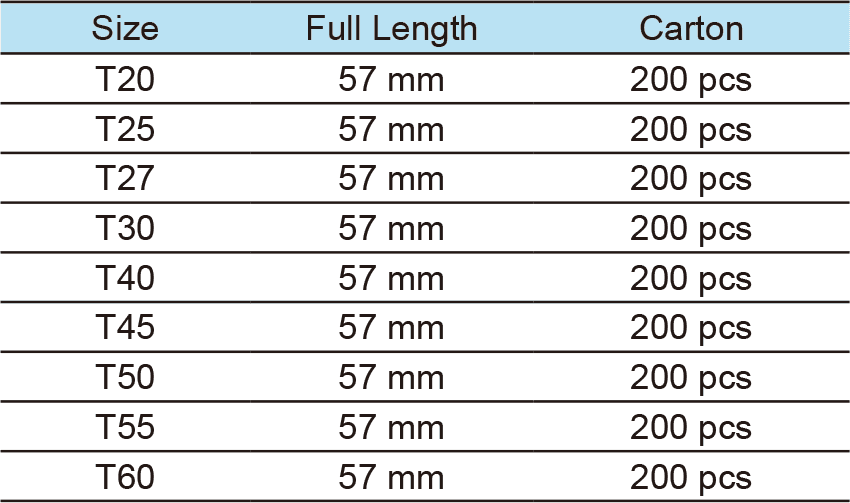 Size Full Length Carton
T20 57 mm 200 pcs
T25 57 mm 200 pcs
T27 57 mm 200 pcs
T30 57 mm 200 pcs
T40 57 mm 200 pcs
T45 57 mm 200 pcs
T50 57 mm 200 pcs
T55 57 mm 200 pcs
T60 57 mm 200 pcs